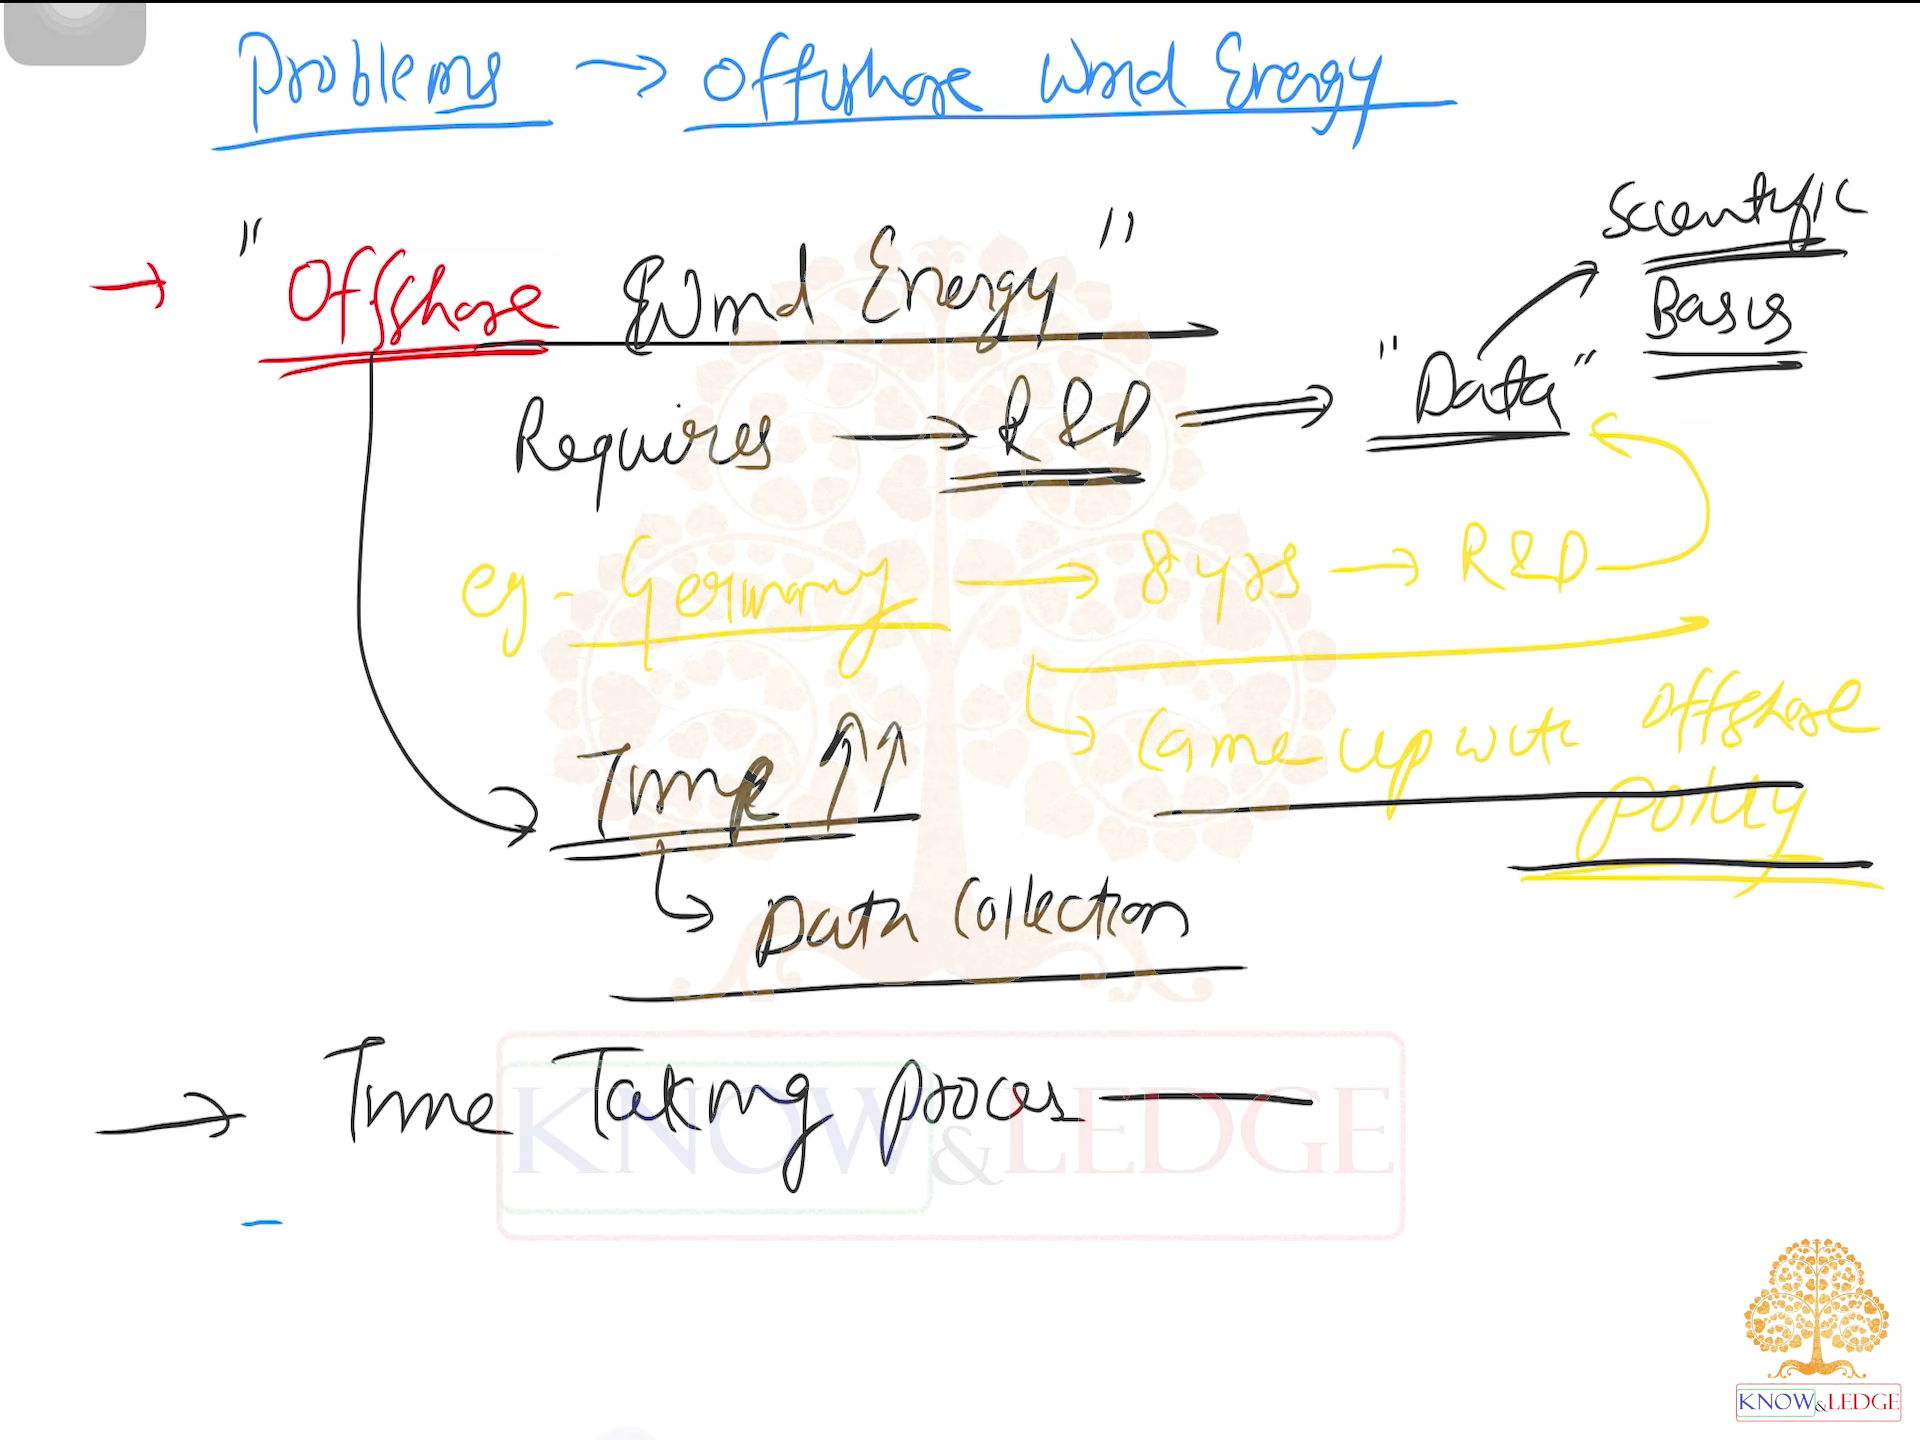 Problems → Offshore Wind Energy
→ "Offshore Wind Energy"
Scientific
Basis
Requires → R&D ⇒ "Data"
eg - Germany → 8 yrs → R&D
Came up with Offshore
policy
Time ↑↑
Data Collection
→ Time Taking proces
KNOW&LEDGE
KNOW&LEDGE